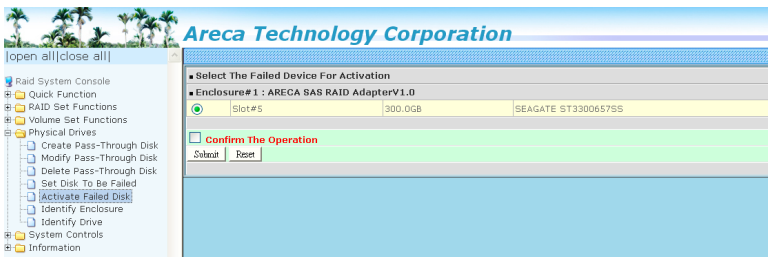 Areca Technology Corporation
|open all|close all|
Raid System Console
Quick Function
RAID Set Functions
Volume Set Functions
Physical Drives
Create Pass-Through Disk
Modify Pass-Through Disk
Delete Pass-Through Disk
Set Disk To Be Failed
Activate Failed Disk
Identify Enclosure
Identify Drive
System Controls
Information
Select The Failed Device For Activation
Enclosure#1 : ARECA SAS RAID AdapterV1.0
Slot#5 300.0GB SEAGATE ST3300657SS
Confirm The Operation
Submit Reset